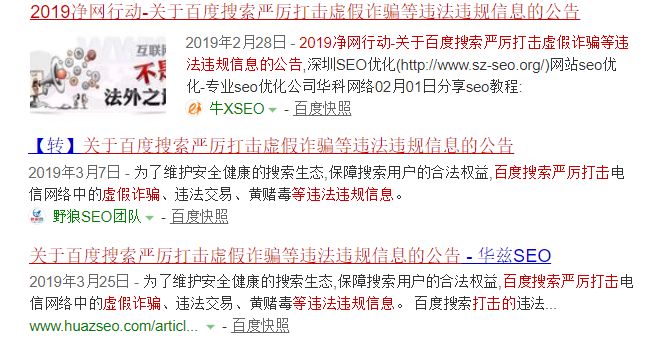 2019净网行动-关于百度搜索严厉打击虚假诈骗等违法违规信息的公告
互联网
不是
法外之地
2019年2月28日 - 2019净网行动-关于百度搜索严厉打击虚假诈骗等违
法违规信息的公告,深圳SEO优化(http://www.sz-seo.org/)网站seo优
化-专业seo优化公司华科网络02月01日分享seo教程:
牛XSEO - 百度快照
【转】关于百度搜索严厉打击虚假诈骗等违法违规信息的公告
2019年3月7日 - 为了维护安全健康的搜索生态,保障搜索用户的合法权益,百度搜索严厉打击电
信网络中的虚假诈骗、违法交易、黄赌毒等违法违规信息。
野狼SEO团队 - 百度快照
关于百度搜索严厉打击虚假诈骗等违法违规信息的公告 - 华兹SEO
2019年3月25日 - 为了维护安全健康的搜索生态,保障搜索用户的合法权益,百度搜索严厉打击电
信网络中的虚假诈骗、违法交易、黄赌毒等违法违规信息。 百度搜索打击的违法...
www.huazseo.com/articl... - 百度快照